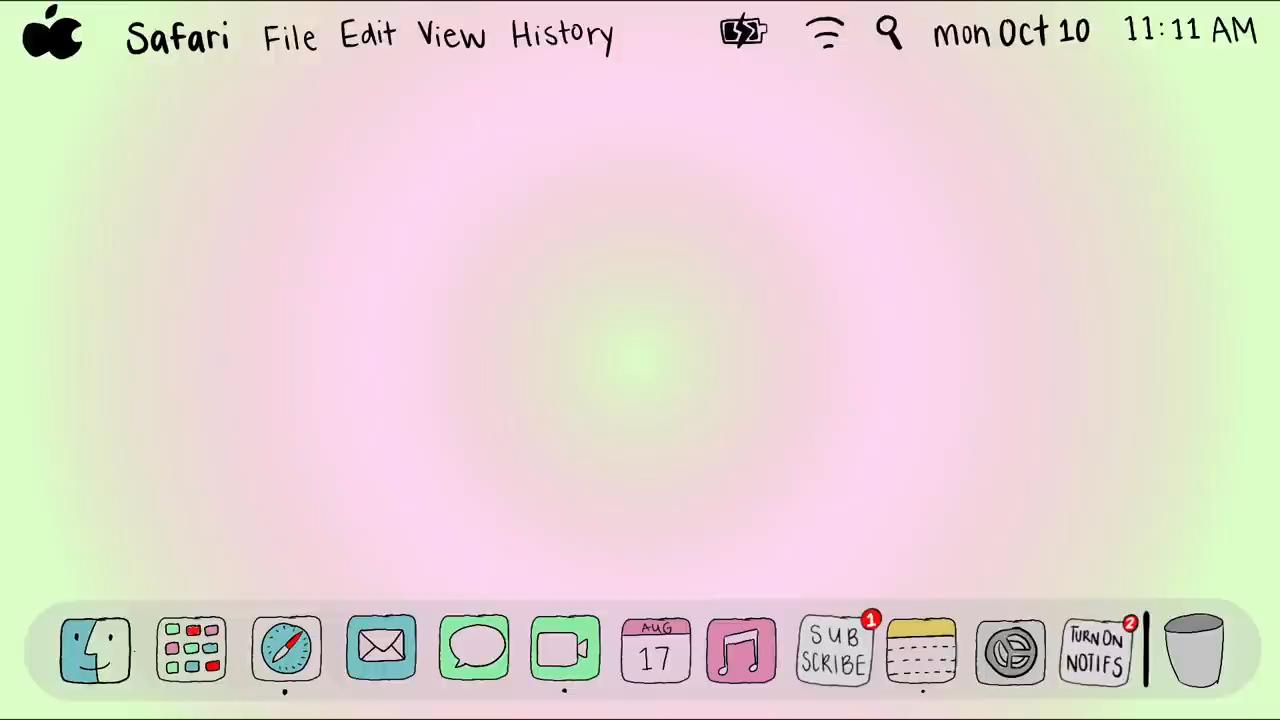 Safari File Edit View History mon Oct 10 11:11 AM
AUG
17
SUB
SCRIBE
1
TURN ON
NOTIFS
2